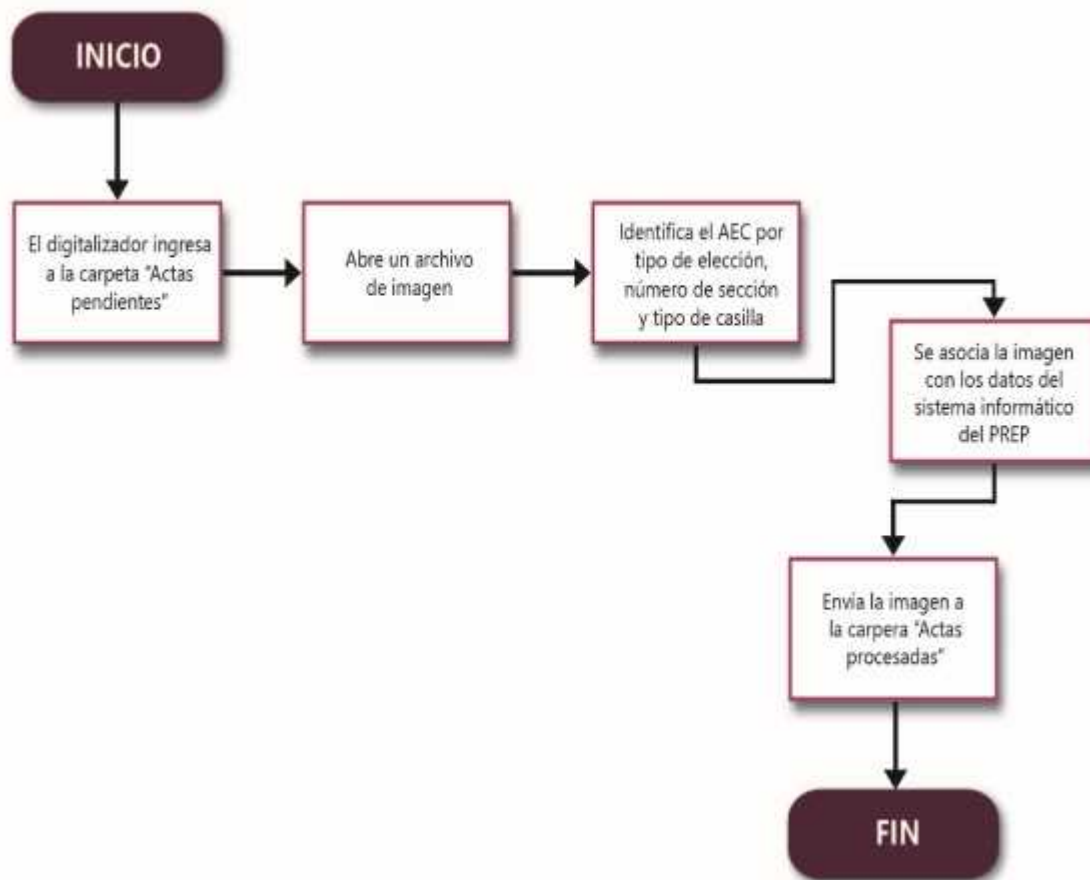 INICIO
El digitalizador ingresa
a la carpeta "Actas
pendientes"
Abre un archivo
de imagen
Identifica el AEC por
tipo de elección,
número de sección
y tipo de casilla
Se asocia la imagen
con los datos del
sistema informático
del PREP
Envía la imagen a
la carpera "Actas
procesadas"
FIN